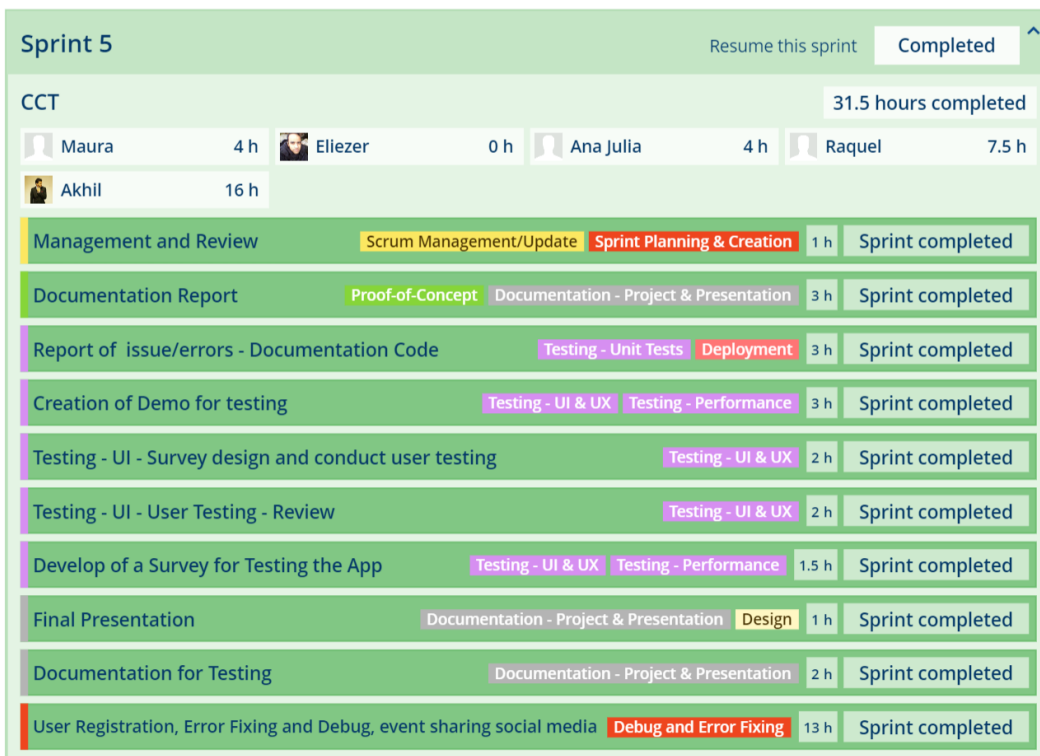 Sprint 5 Resume this sprint Completed
CCT 31.5 hours completed
Maura 4 h Eliezer 0 h Ana Julia 4 h Raquel 7.5 h
Akhil 16 h
Management and Review Scrum Management/Update Sprint Planning & Creation 1 h Sprint completed
Documentation Report Proof-of-Concept Documentation - Project & Presentation 3 h Sprint completed
Report of issue/errors - Documentation Code Testing - Unit Tests Deployment 3 h Sprint completed
Creation of Demo for testing Testing - UI & UX Testing - Performance 3 h Sprint completed
Testing - UI - Survey design and conduct user testing Testing - UI & UX 2 h Sprint completed
Testing - UI - User Testing - Review Testing - UI & UX 2 h Sprint completed
Develop of a Survey for Testing the App Testing - UI & UX Testing - Performance 1.5 h Sprint completed
Final Presentation Documentation - Project & Presentation Design 1 h Sprint completed
Documentation for Testing Documentation - Project & Presentation 2 h Sprint completed
User Registration, Error Fixing and Debug, event sharing social media Debug and Error Fixing 13 h Sprint completed